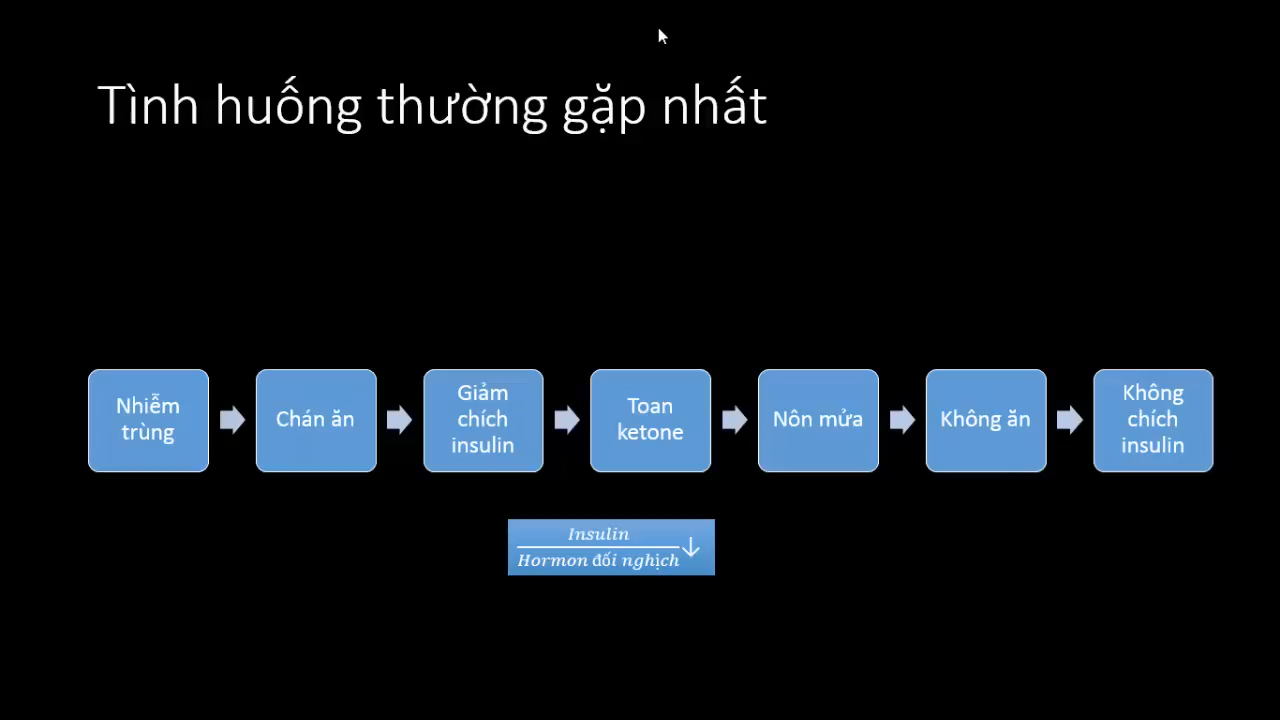 Tình huống thường gặp nhất
Nhiễm
trùng
Chán ăn
Giảm
chích
insulin
Toan
ketone
Nôn mửa
Không ăn
Không
chích
insulin
Insulin
Hormon đối nghịch ↓